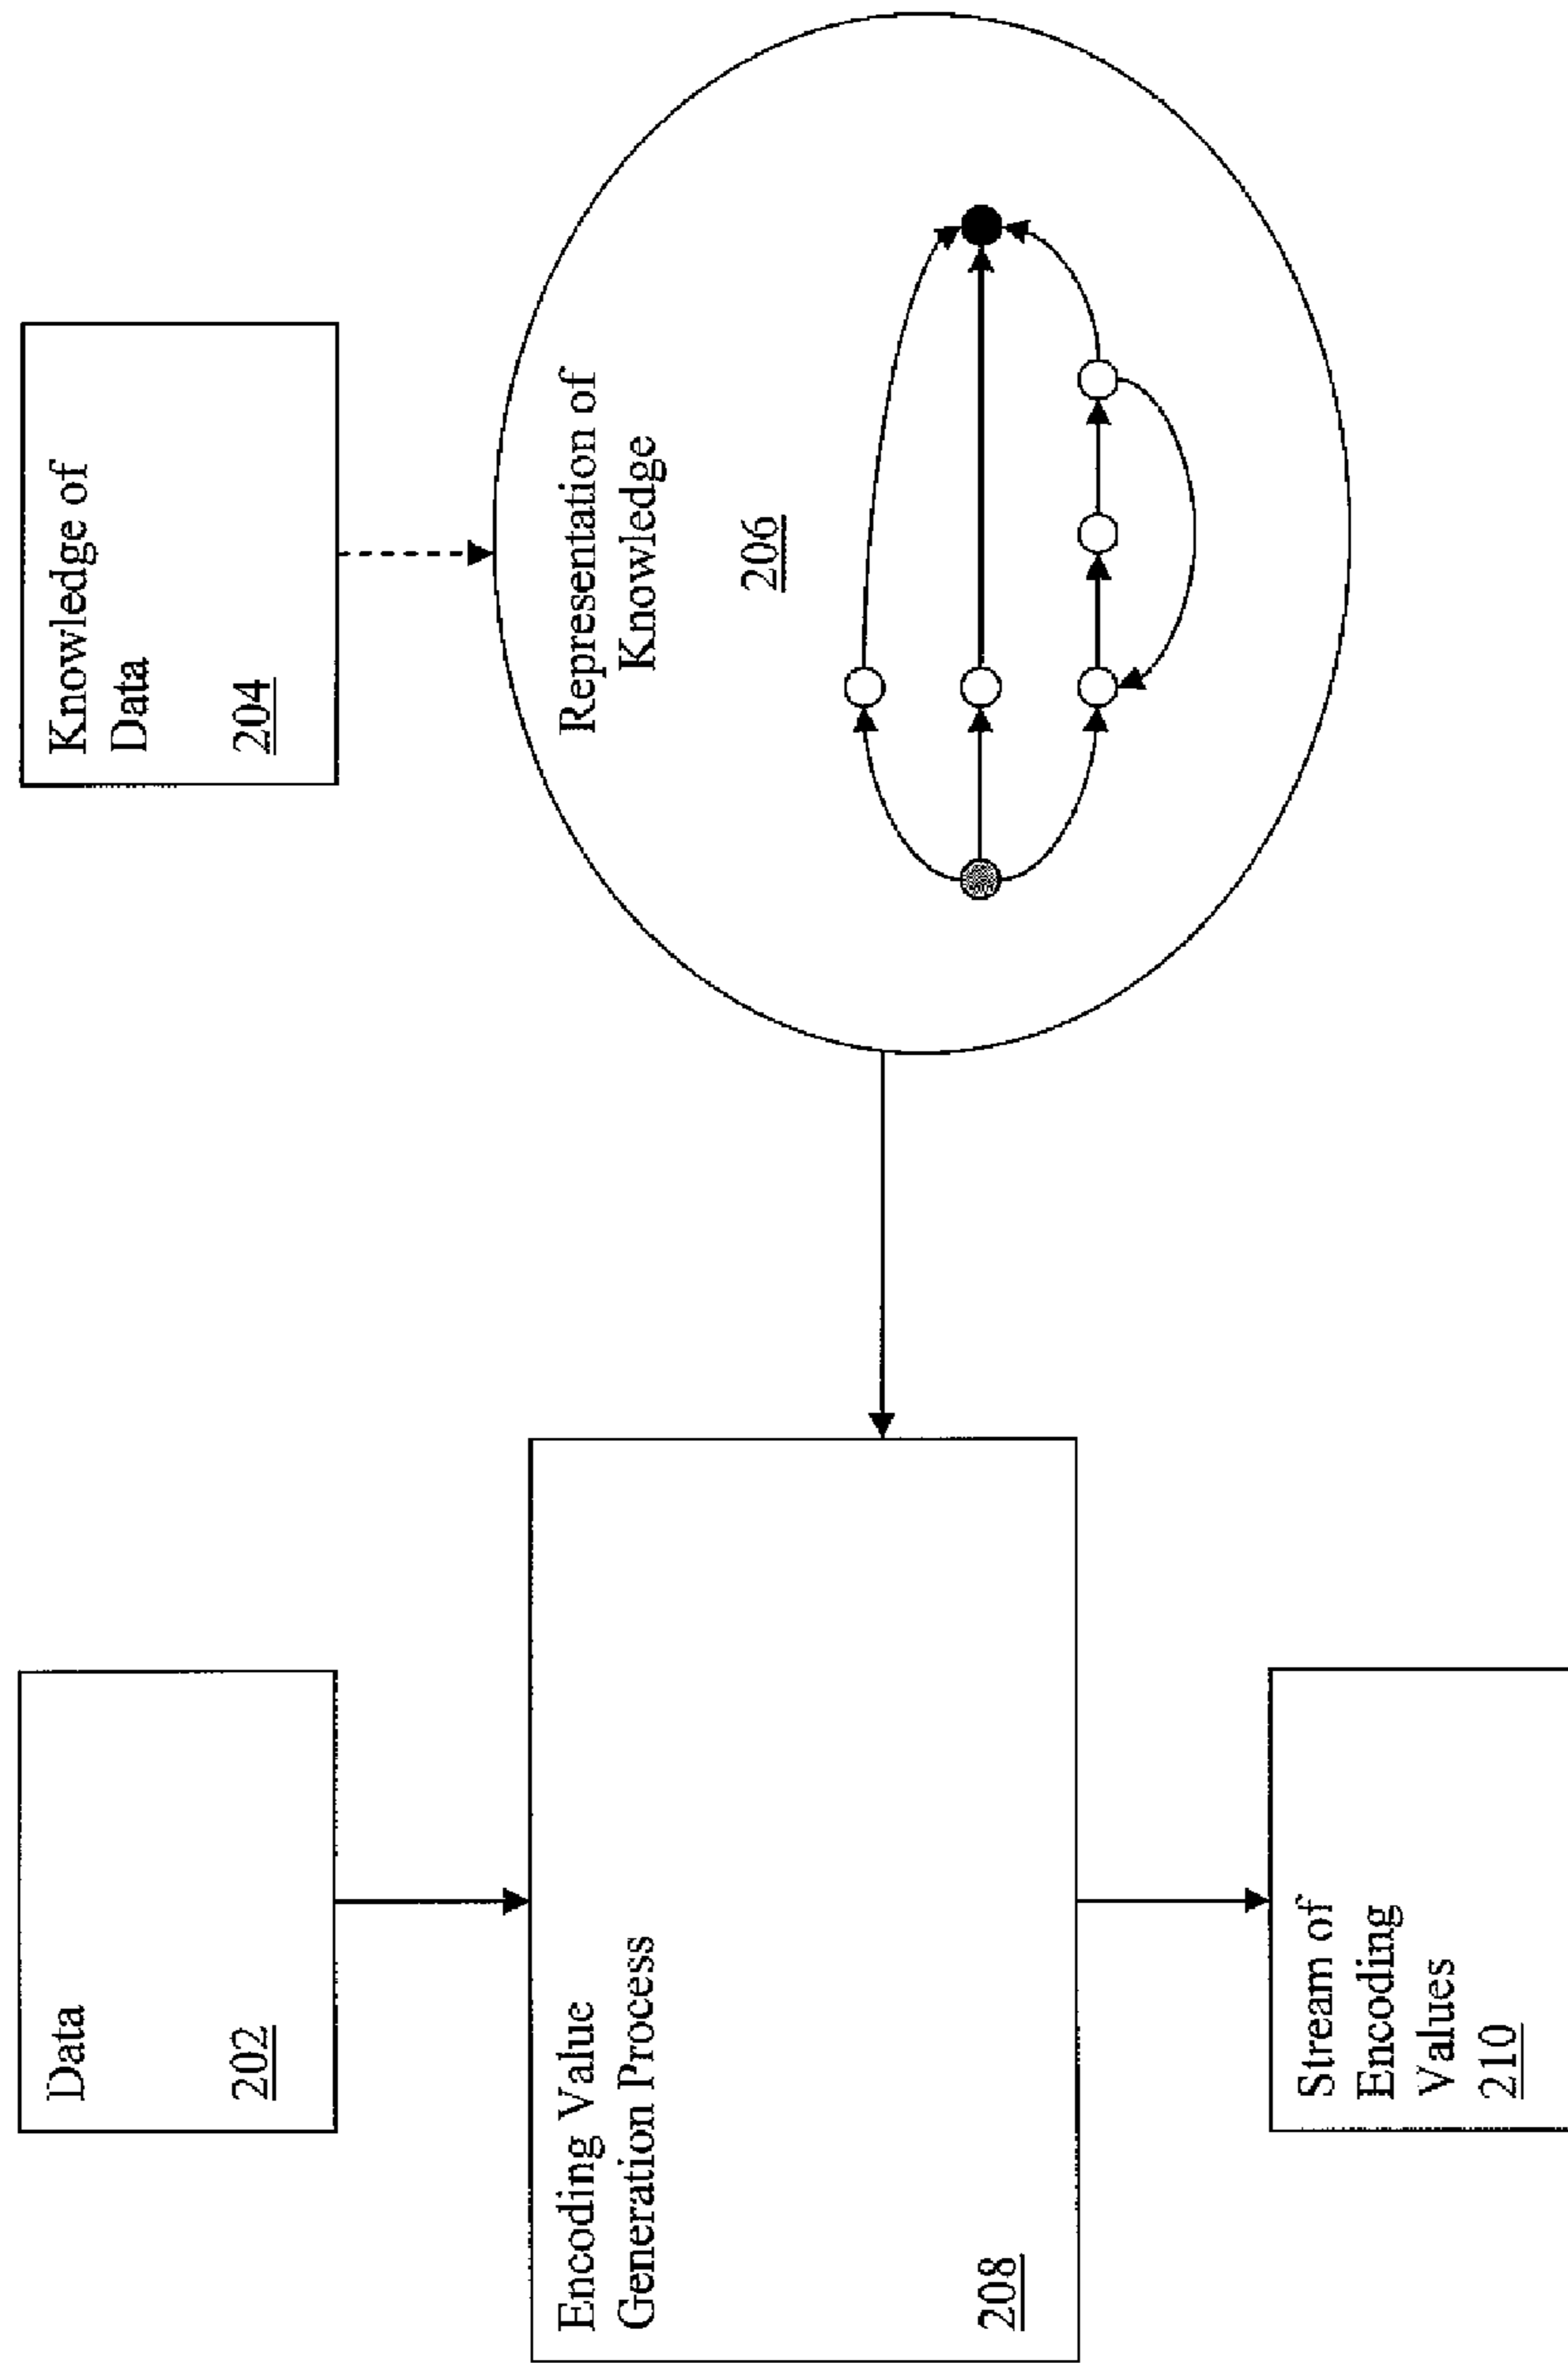 Data
202
Knowledge of
Data
204
Encoding Value
Generation Process
208
Representation of
Knowledge
206
Stream of
Encoding
Values
210